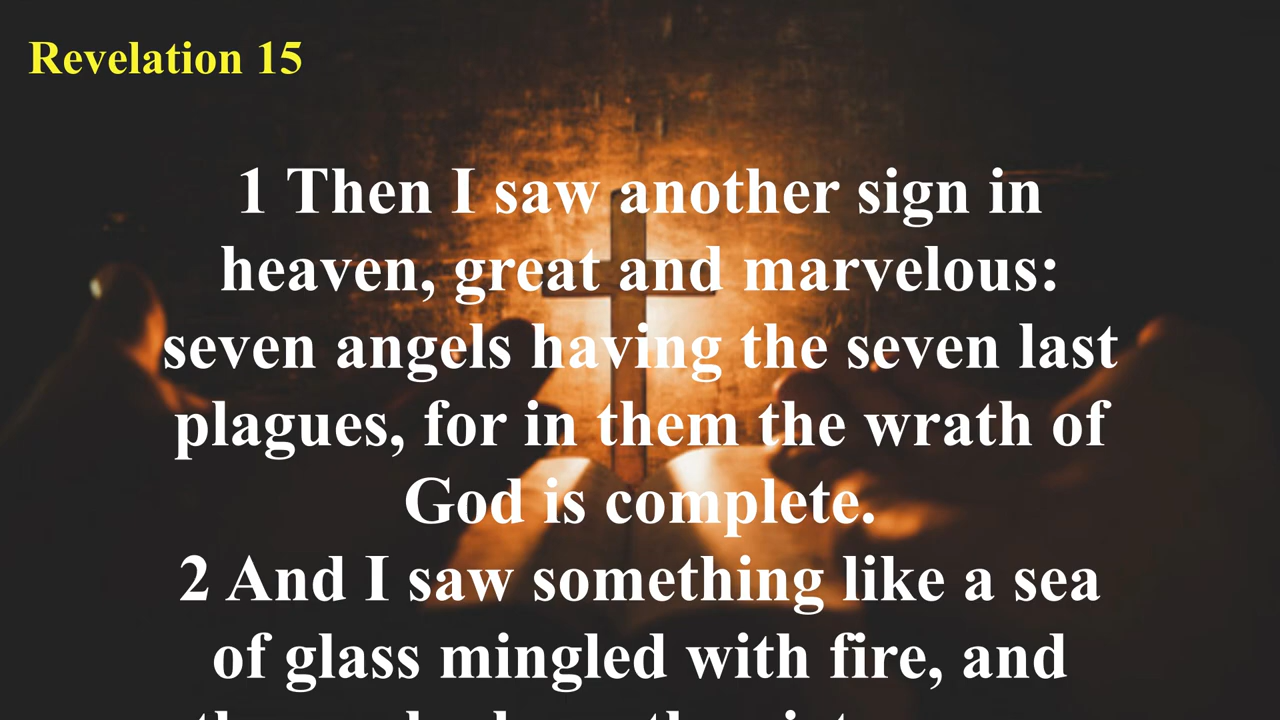 Revelation 15
1 Then I saw another sign in
heaven, great and marvelous:
seven angels having the seven last
plagues, for in them the wrath of
God is complete.
2 And I saw something like a sea
of glass mingled with fire, and